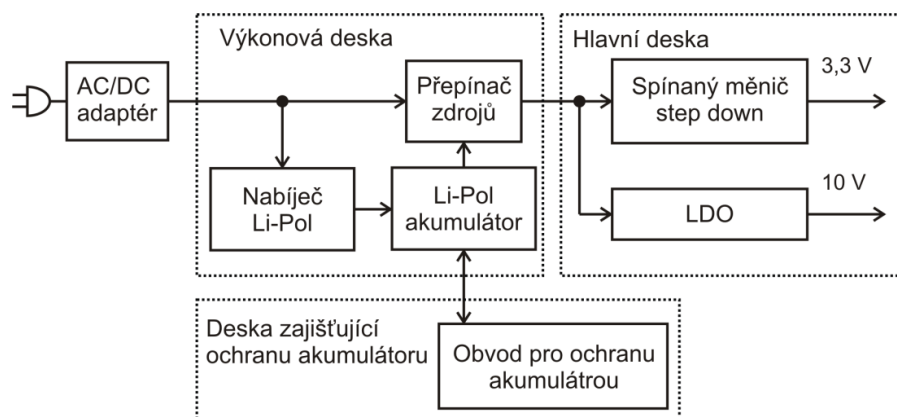 Výkonová deska
Hlavní deska
AC/DC
adaptér
Přepínač
zdrojů
Spínaný měnič
step down
3,3 V
Nabíječ
Li-Pol
Li-Pol
akumulátor
LDO
10 V
Deska zajišťující
ochranu akumulátoru
Obvod pro ochranu
akumulátrou